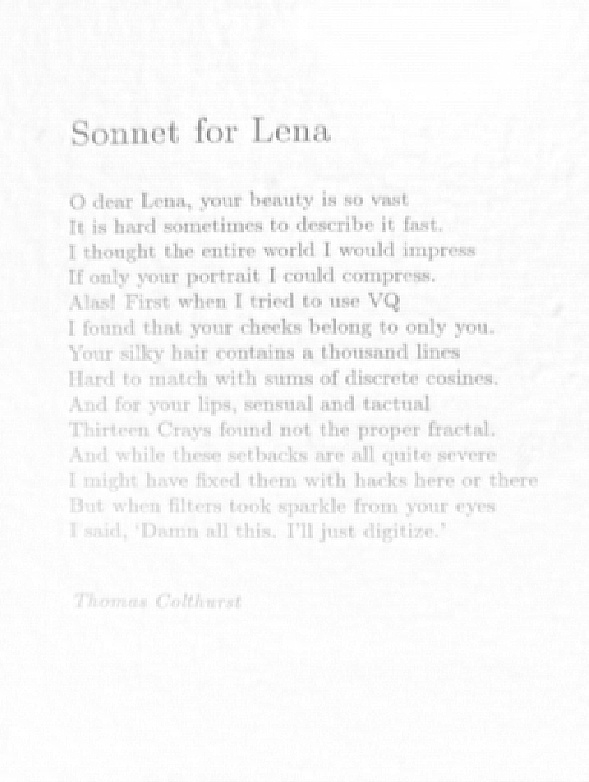 Sonnet for Lena
O dear Lena, your beauty is so vast
It is hard sometimes to describe it fast.
I thought the entire world I would impress
If only your portrait I could compress.
Alas! First when I tried to use VQ
I found that your cheeks belong to only you.
Your silky hair contains a thousand lines
Hard to match with sums of discrete cosines.
And for your lips, sensual and tactual
Thirteen Crays found not the proper fractal.
And while these setbacks are all quite severe
I might have fixed them with hacks here or there
But when filters took sparkle from your eyes
I said, ‘Damn all this. I'll just digitize.’
Thomas Colthurst